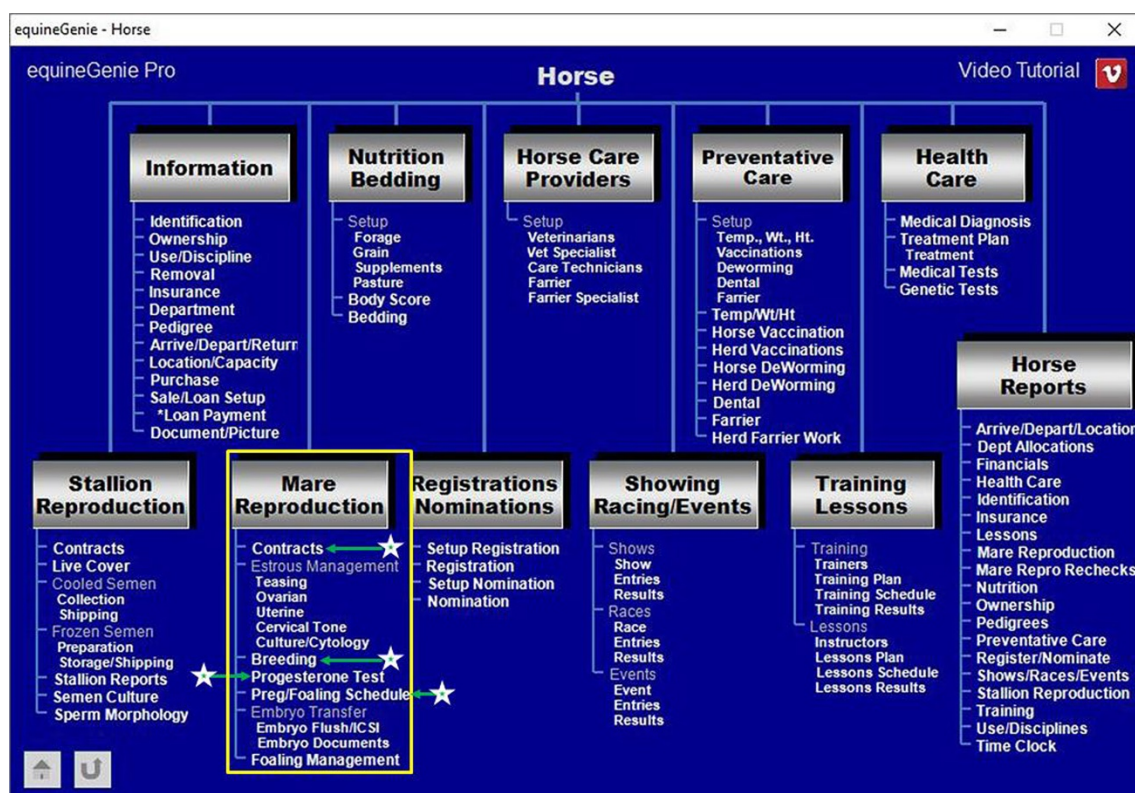 equineGenie - Horse
equineGenie Pro
Horse
Video Tutorial
Information
Identification
Ownership
Use/Discipline
Removal
Insurance
Department
Pedigree
Arrive/Depart/Return
Location/Capacity
Purchase
Sale/Loan Setup
*Loan Payment
Document/Picture
Nutrition
Bedding
Setup
Forage
Grain
Supplements
Pasture
Body Score
Bedding
Horse Care
Providers
Setup
Veterinarians
Vet Specialist
Care Technicians
Farrier
Farrier Specialist
Preventative
Care
Setup
Temp., Wt., Ht.
Vaccinations
Deworming
Dental
Farrier
Temp/Wt/Ht
Horse Vaccination
Herd Vaccinations
Horse DeWorming
Herd DeWorming
Dental
Farrier
Herd Farrier Work
Health
Care
Medical Diagnosis
Treatment Plan
Treatment
Medical Tests
Genetic Tests
Horse
Reports
Arrive/Depart/Location
Dept Allocations
Financials
Health Care
Identification
Insurance
Lessons
Mare Reproduction
Mare Repro Rechecks
Nutrition
Ownership
Pedigrees
Preventative Care
Register/Nominate
Shows/Races/Events
Stallion Reproduction
Training
Use/Disciplines
Time Clock
Stallion
Reproduction
Contracts
Live Cover
Cooled Semen
Collection
Shipping
Frozen Semen
Preparation
Storage/Shipping
Stallion Reports
Semen Culture
Sperm Morphology
Mare
Reproduction
Contracts
Estrous Management
Teasing
Ovarian
Uterine
Cervical Tone
Culture/Cytology
Breeding
Progesterone Test
Preg/Foaling Schedule
Embryo Transfer
Embryo Flush/ICSI
Embryo Documents
Foaling Management
Registrations
Nominations
Setup Registration
Registration
Setup Nomination
Nomination
Showing
Racing/Events
Shows
Show
Entries
Results
Races
Race
Entries
Results
Events
Event
Entries
Results
Training
Lessons
Training
Trainers
Training Plan
Training Schedule
Training Results
Lessons
Instructors
Lessons Plan
Lessons Schedule
Lessons Results